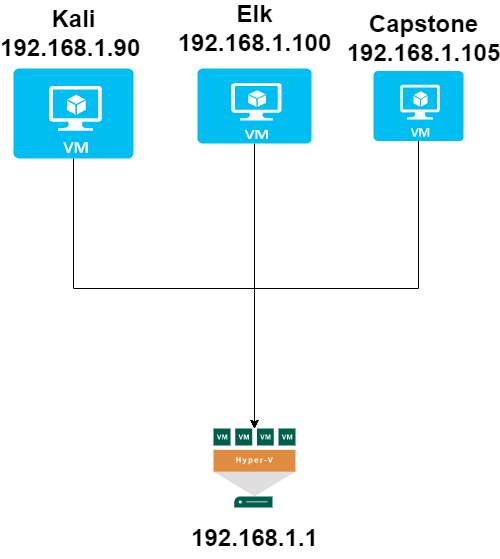 Kali
192.168.1.90
Elk
192.168.1.100
Capstone
192.168.1.105
VM
VM
VM
VM VM VM VM
Hyper-V
192.168.1.1